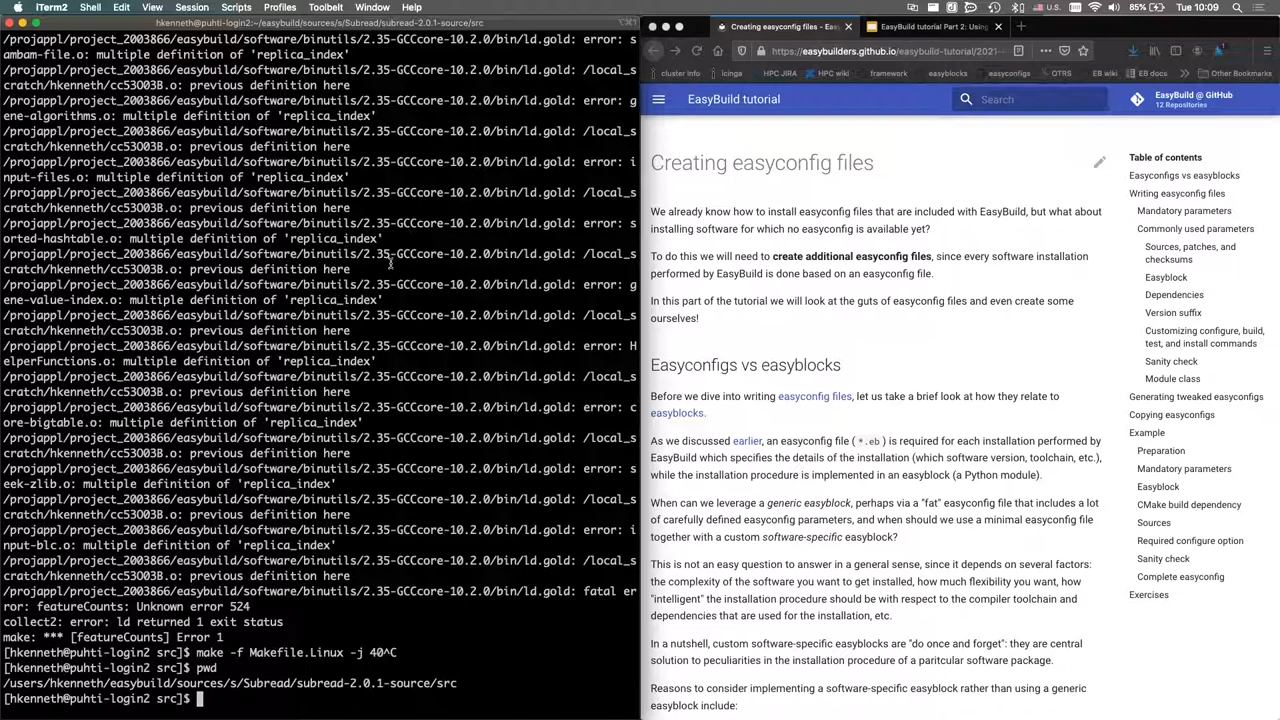 iTerm2 Shell Edit View Session Scripts Profiles Toolbelt Window Help
85% Tue 10:09
hkenneth@puhti-login2:~/easybuild/sources/s/Subread/subread-2.0.1-source/src
/projappl/project_2003866/easybuild/software/binutils/2.35-GCCcore-10.2.0/bin/ld.gold: error: s
ambam-file.o: multiple definition of 'replica_index'
/projappl/project_2003866/easybuild/software/binutils/2.35-GCCcore-10.2.0/bin/ld.gold: /local_s
cratch/hkenneth/cc53O03B.o: previous definition here
/projappl/project_2003866/easybuild/software/binutils/2.35-GCCcore-10.2.0/bin/ld.gold: error: g
ene-algorithms.o: multiple definition of 'replica_index'
/projappl/project_2003866/easybuild/software/binutils/2.35-GCCcore-10.2.0/bin/ld.gold: /local_s
cratch/hkenneth/cc53O03B.o: previous definition here
/projappl/project_2003866/easybuild/software/binutils/2.35-GCCcore-10.2.0/bin/ld.gold: error: i
nput-files.o: multiple definition of 'replica_index'
/projappl/project_2003866/easybuild/software/binutils/2.35-GCCcore-10.2.0/bin/ld.gold: /local_s
cratch/hkenneth/cc53O03B.o: previous definition here
/projappl/project_2003866/easybuild/software/binutils/2.35-GCCcore-10.2.0/bin/ld.gold: error: s
orted-hashtable.o: multiple definition of 'replica_index'
/projappl/project_2003866/easybuild/software/binutils/2.35-GCCcore-10.2.0/bin/ld.gold: /local_s
cratch/hkenneth/cc53O03B.o: previous definition here
/projappl/project_2003866/easybuild/software/binutils/2.35-GCCcore-10.2.0/bin/ld.gold: error: g
ene-value-index.o: multiple definition of 'replica_index'
/projappl/project_2003866/easybuild/software/binutils/2.35-GCCcore-10.2.0/bin/ld.gold: /local_s
cratch/hkenneth/cc53O03B.o: previous definition here
/projappl/project_2003866/easybuild/software/binutils/2.35-GCCcore-10.2.0/bin/ld.gold: error: H
elperFunctions.o: multiple definition of 'replica_index'
/projappl/project_2003866/easybuild/software/binutils/2.35-GCCcore-10.2.0/bin/ld.gold: /local_s
cratch/hkenneth/cc53O03B.o: previous definition here
/projappl/project_2003866/easybuild/software/binutils/2.35-GCCcore-10.2.0/bin/ld.gold: error: c
ore-bigtable.o: multiple definition of 'replica_index'
/projappl/project_2003866/easybuild/software/binutils/2.35-GCCcore-10.2.0/bin/ld.gold: /local_s
cratch/hkenneth/cc53O03B.o: previous definition here
/projappl/project_2003866/easybuild/software/binutils/2.35-GCCcore-10.2.0/bin/ld.gold: error: s
eek-zlib.o: multiple definition of 'replica_index'
/projappl/project_2003866/easybuild/software/binutils/2.35-GCCcore-10.2.0/bin/ld.gold: /local_s
cratch/hkenneth/cc53O03B.o: previous definition here
/projappl/project_2003866/easybuild/software/binutils/2.35-GCCcore-10.2.0/bin/ld.gold: error: i
nput-blc.o: multiple definition of 'replica_index'
/projappl/project_2003866/easybuild/software/binutils/2.35-GCCcore-10.2.0/bin/ld.gold: /local_s
cratch/hkenneth/cc53O03B.o: previous definition here
/projappl/project_2003866/easybuild/software/binutils/2.35-GCCcore-10.2.0/bin/ld.gold: fatal er
ror: featureCounts: Unknown error 524
collect2: error: ld returned 1 exit status
make: *** [featureCounts] Error 1
[hkenneth@puhti-login2 src]$ make -f Makefile.Linux -j 40^C
[hkenneth@puhti-login2 src]$ pwd
/users/hkenneth/easybuild/sources/s/Subread/subread-2.0.1-source/src
[hkenneth@puhti-login2 src]$
Creating easyconfig files - Eas
EasyBuild tutorial Part 2: Using
https://easybuilders.github.io/easybuild-tutorial/2021-
cluster info icinga HPC JIRA HPC wiki framework easyblocks easyconfigs OTRS EB wiki EB docs Other Bookmarks
EasyBuild tutorial
Search
EasyBuild @ GitHub
12 Repositories
Creating easyconfig files
We already know how to install easyconfig files that are included with EasyBuild, but what about
installing software for which no easyconfig is available yet?
To do this we will need to create additional easyconfig files, since every software installation
performed by EasyBuild is done based on an easyconfig file.
In this part of the tutorial we will look at the guts of easyconfig files and even create some
ourselves!
Easyconfigs vs easyblocks
Before we dive into writing easyconfig files, let us take a brief look at how they relate to
easyblocks.
As we discussed earlier, an easyconfig file (*.eb) is required for each installation performed by
EasyBuild which specifies the details of the installation (which software version, toolchain, etc.),
while the installation procedure is implemented in an easyblock (a Python module).
When can we leverage a generic easyblock, perhaps via a "fat" easyconfig file that includes a lot
of carefully defined easyconfig parameters, and when should we use a minimal easyconfig file
together with a custom software-specific easyblock?
This is not an easy question to answer in a general sense, since it depends on several factors:
the complexity of the software you want to get installed, how much flexibility you want, how
"intelligent" the installation procedure should be with respect to the compiler toolchain and
dependencies that are used for the installation, etc.
In a nutshell, custom software-specific easyblocks are "do once and forget": they are central
solution to peculiarities in the installation procedure of a paritcular software package.
Reasons to consider implementing a software-specific easyblock rather than using a generic
easyblock include:
Table of contents
Easyconfigs vs easyblocks
Writing easyconfig files
Mandatory parameters
Commonly used parameters
Sources, patches, and
checksums
Easyblock
Dependencies
Version suffix
Customizing configure, build,
test, and install commands
Sanity check
Module class
Generating tweaked easyconfigs
Copying easyconfigs
Example
Preparation
Mandatory parameters
Easyblock
CMake build dependency
Sources
Required configure option
Sanity check
Complete easyconfig
Exercises